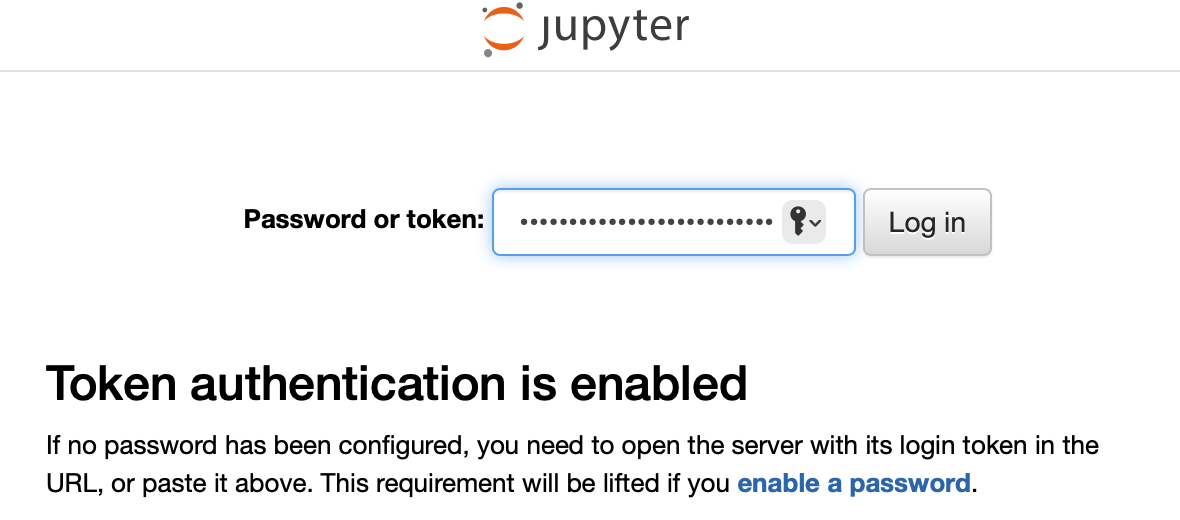 jupyter
Password or token: •••••••••••••••••••••••••• Log in
Token authentication is enabled
If no password has been configured, you need to open the server with its login token in the
URL, or paste it above. This requirement will be lifted if you enable a password.